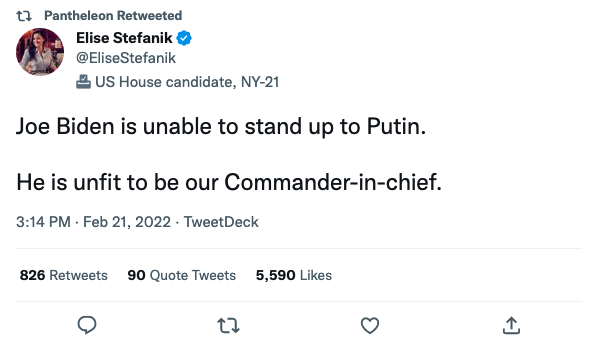 Pantheleon Retweeted
Elise Stefanik
@EliseStefanik
US House candidate, NY-21
Joe Biden is unable to stand up to Putin.
He is unfit to be our Commander-in-chief.
3:14 PM · Feb 21, 2022 · TweetDeck
826 Retweets 90 Quote Tweets 5,590 Likes